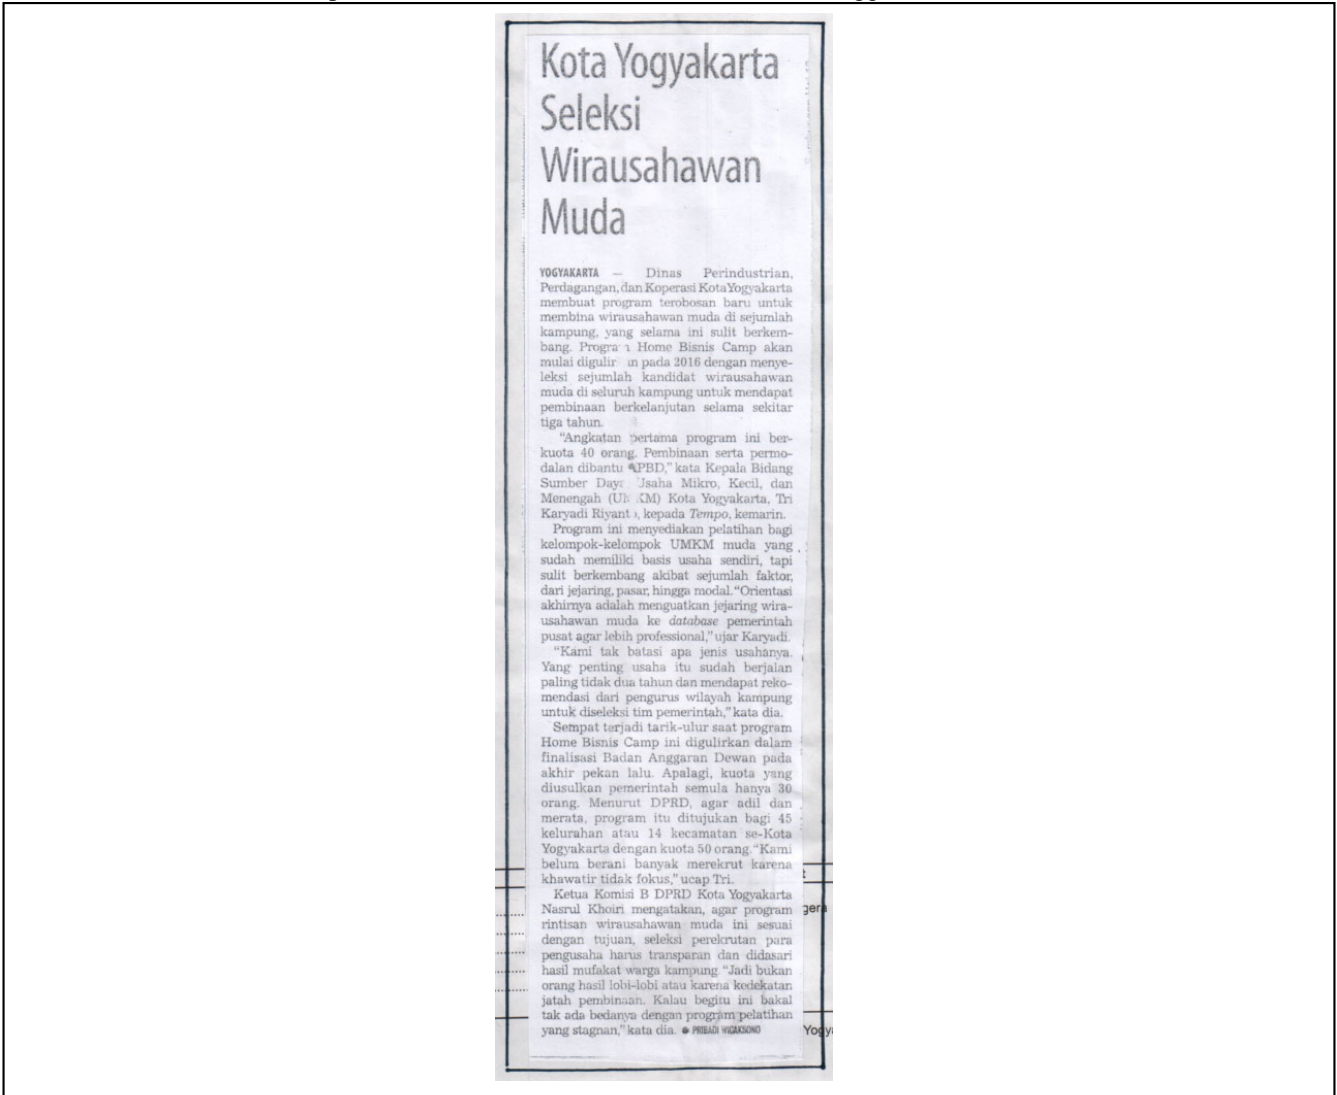 Kota Yogyakarta
Seleksi
Wirausahawan
Muda
YOGYAKARTA – Dinas Perindustrian,
Perdagangan, dan Koperasi Kota Yogyakarta
membuat program terobosan baru untuk
membina wirausahawan muda di sejumlah
kampung, yang selama ini sulit berkem-
bang. Progra Home Bisnis Camp akan
mulai digulir n pada 2016 dengan menye-
leksi sejumlah kandidat wirausahawan
muda di seluruh kampung untuk mendapat
pembinaan berkelanjutan selama sekitar
tiga tahun.
"Angkatan pertama program ini ber-
kuota 40 orang. Pembinaan serta permo-
dalan dibantu APBD," kata Kepala Bidang
Sumber Daya Usaha Mikro, Kecil, dan
Menengah (UMKM) Kota Yogyakarta, Tri
Karyadi Riyanto, kepada Tempo, kemarin.
Program ini menyediakan pelatihan bagi
kelompok-kelompok UMKM muda yang
sudah memiliki basis usaha sendiri, tapi
sulit berkembang akibat sejumlah faktor,
dari jejaring, pasar, hingga modal. "Orientasi
akhirnya adalah menguatkan jejaring wira-
usahawan muda ke database pemerintah
pusat agar lebih professional," ujar Karyadi.
"Kami tak batasi apa jenis usahanya.
Yang penting usaha itu sudah berjalan
paling tidak dua tahun dan mendapat reko-
mendasi dari pengurus wilayah kampung
untuk diseleksi tim pemerintah," kata dia.
Sempat terjadi tarik-ulur saat program
Home Bisnis Camp ini digulirkan dalam
finalisasi Badan Anggaran Dewan pada
akhir pekan lalu. Apalagi, kuota yang
diusulkan pemerintah semula hanya 30
orang. Menurut DPRD, agar adil dan
merata, program itu ditujukan bagi 45
kelurahan atau 14 kecamatan se-Kota
Yogyakarta dengan kuota 50 orang. "Kami
belum berani banyak merekrut karena
khawatir tidak fokus," ucap Tri.
Ketua Komisi B DPRD Kota Yogyakarta
Nasrul Khoiri mengatakan, agar program
rintisan wirausahawan muda ini sesuai
dengan tujuan, seleksi perekrutan para
pengusaha harus transparan dan didasari
hasil mufakat warga kampung. "Jadi bukan
orang hasil lobi-lobi atau karena kedekatan
jatah pembinaan. Kalau begitu ini bakal
tak ada bedanya dengan program pelatihan
yang stagnan," kata dia. ● PRIBADI WICAKSONO
gera
Yogy